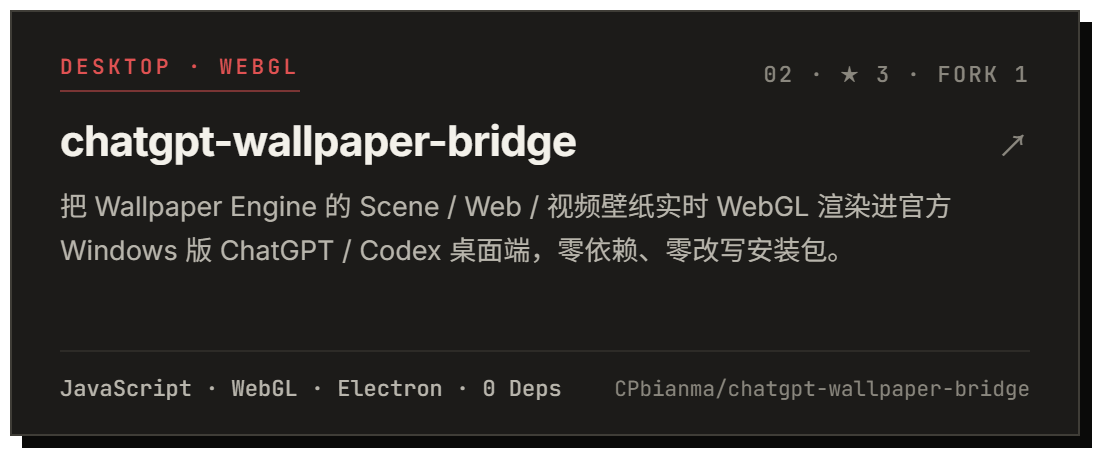 DESKTOP · WEBGL
02 · ★ 3 · FORK 1
chatgpt-wallpaper-bridge ↗
把 Wallpaper Engine 的 Scene / Web / 视频壁纸实时 WebGL 渲染进官方
Windows 版 ChatGPT / Codex 桌面端，零依赖、零改写安装包。
JavaScript · WebGL · Electron · 0 Deps
CPbianma/chatgpt-wallpaper-bridge